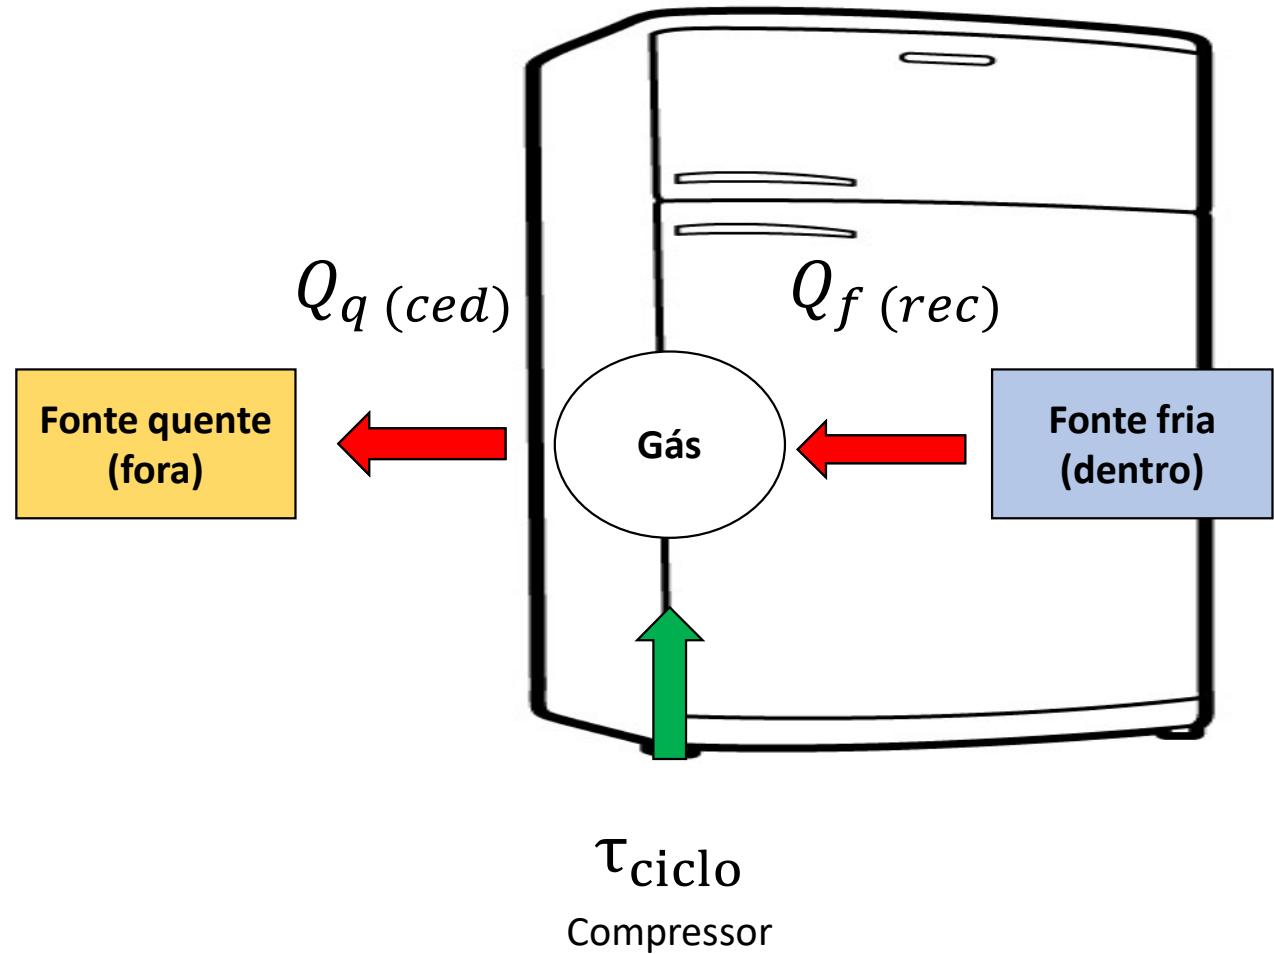 Q_q (ced)
Q_f (rec)
Fonte quente
(fora)
Gás
Fonte fria
(dentro)
τ_ciclo
Compressor